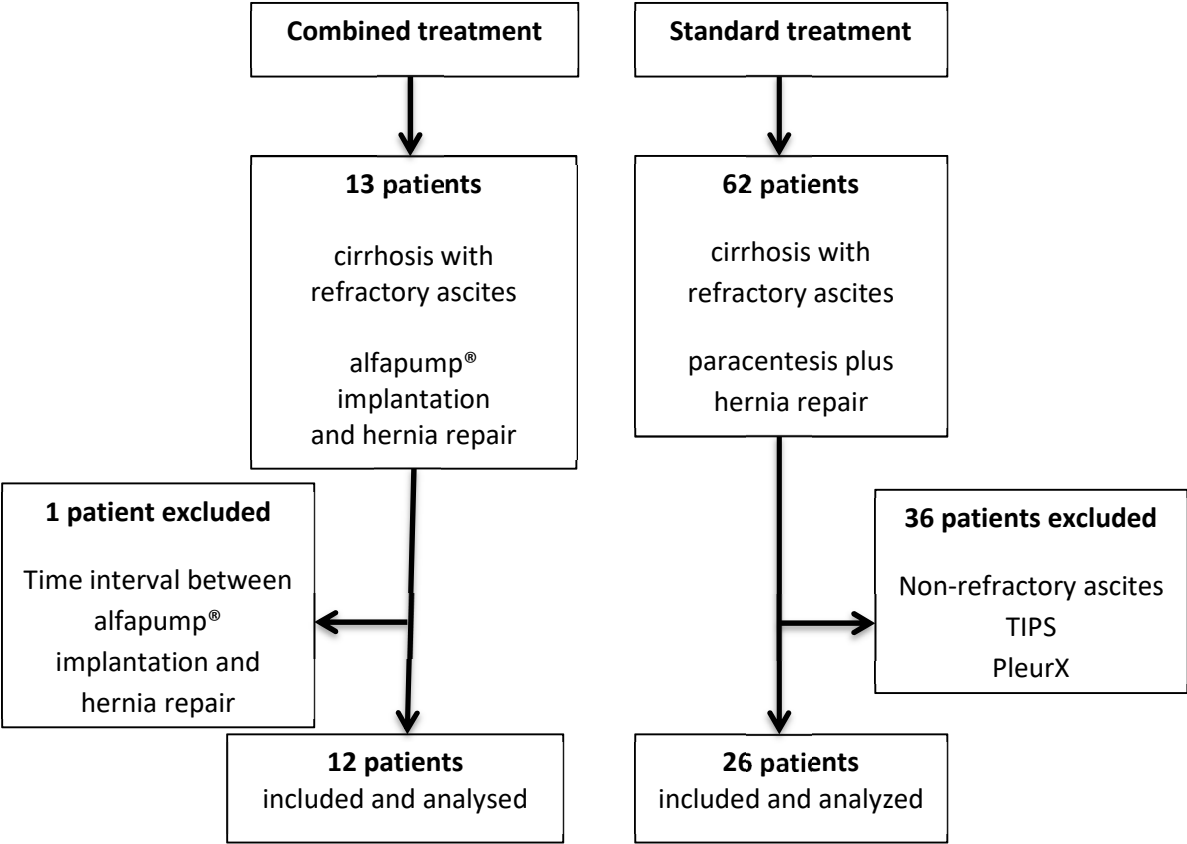 Combined treatment
Standard treatment
13 patients
cirrhosis with
refractory ascites
alfapump®
implantation
and hernia repair
62 patients
cirrhosis with
refractory ascites
paracentesis plus
hernia repair
1 patient excluded
Time interval between
alfapump®
implantation and
hernia repair
36 patients excluded
Non-refractory ascites
TIPS
PleurX
12 patients
included and analysed
26 patients
included and analyzed